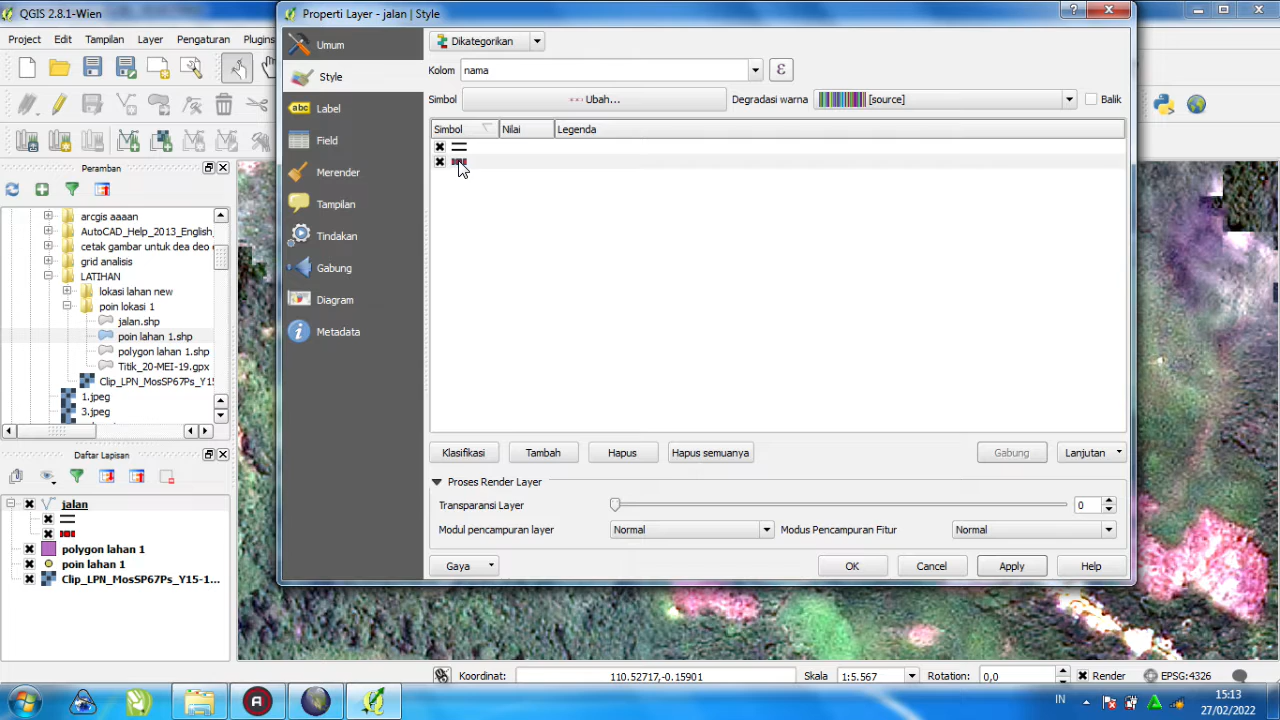 QGIS 2.8.1-Wien
Project Edit Tampilan Layer Pengaturan Plugins
Peramban
arcgis aaaan
AutoCAD_Help_2013_English_
cetak gambar untuk dea deo
grid analisis
LATIHAN
lokasi lahan new
poin lokasi 1
jalan.shp
poin lahan 1.shp
polygon lahan 1.shp
Titik_20-MEI-19.gpx
Clip_LPN_MosSP67Ps_Y15
1.jpeg
3.jpeg
Daftar Lapisan
jalan
polygon lahan 1
poin lahan 1
Clip_LPN_MosSP67Ps_Y15-1...
Properti Layer - jalan | Style
Umum
Style
abc Label
Field
Merender
Tampilan
Tindakan
Gabung
Diagram
Metadata
Dikategorikan
Kolom nama ε
Simbol Ubah... Degradasi warna [source] Balik
Simbol Nilai Legenda
Klasifikasi Tambah Hapus Hapus semuanya Gabung Lanjutan
Proses Render Layer
Transparansi Layer 0
Modul pencampuran layer Normal Modus Pencampuran Fitur Normal
Gaya OK Cancel Apply Help
Koordinat: 110.52717,-0.15901 Skala 1:5.567 Rotation: 0,0 Render EPSG:4326
IN 15:13
27/02/2022